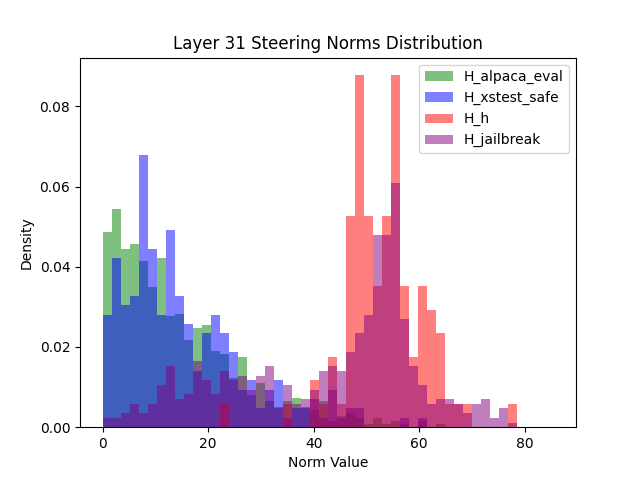 Layer 31 Steering Norms Distribution
H_alpaca_eval
H_xstest_safe
H_h
H_jailbreak
Density
0.08
0.06
0.04
0.02
0.00
0
20
40
60
80
Norm Value